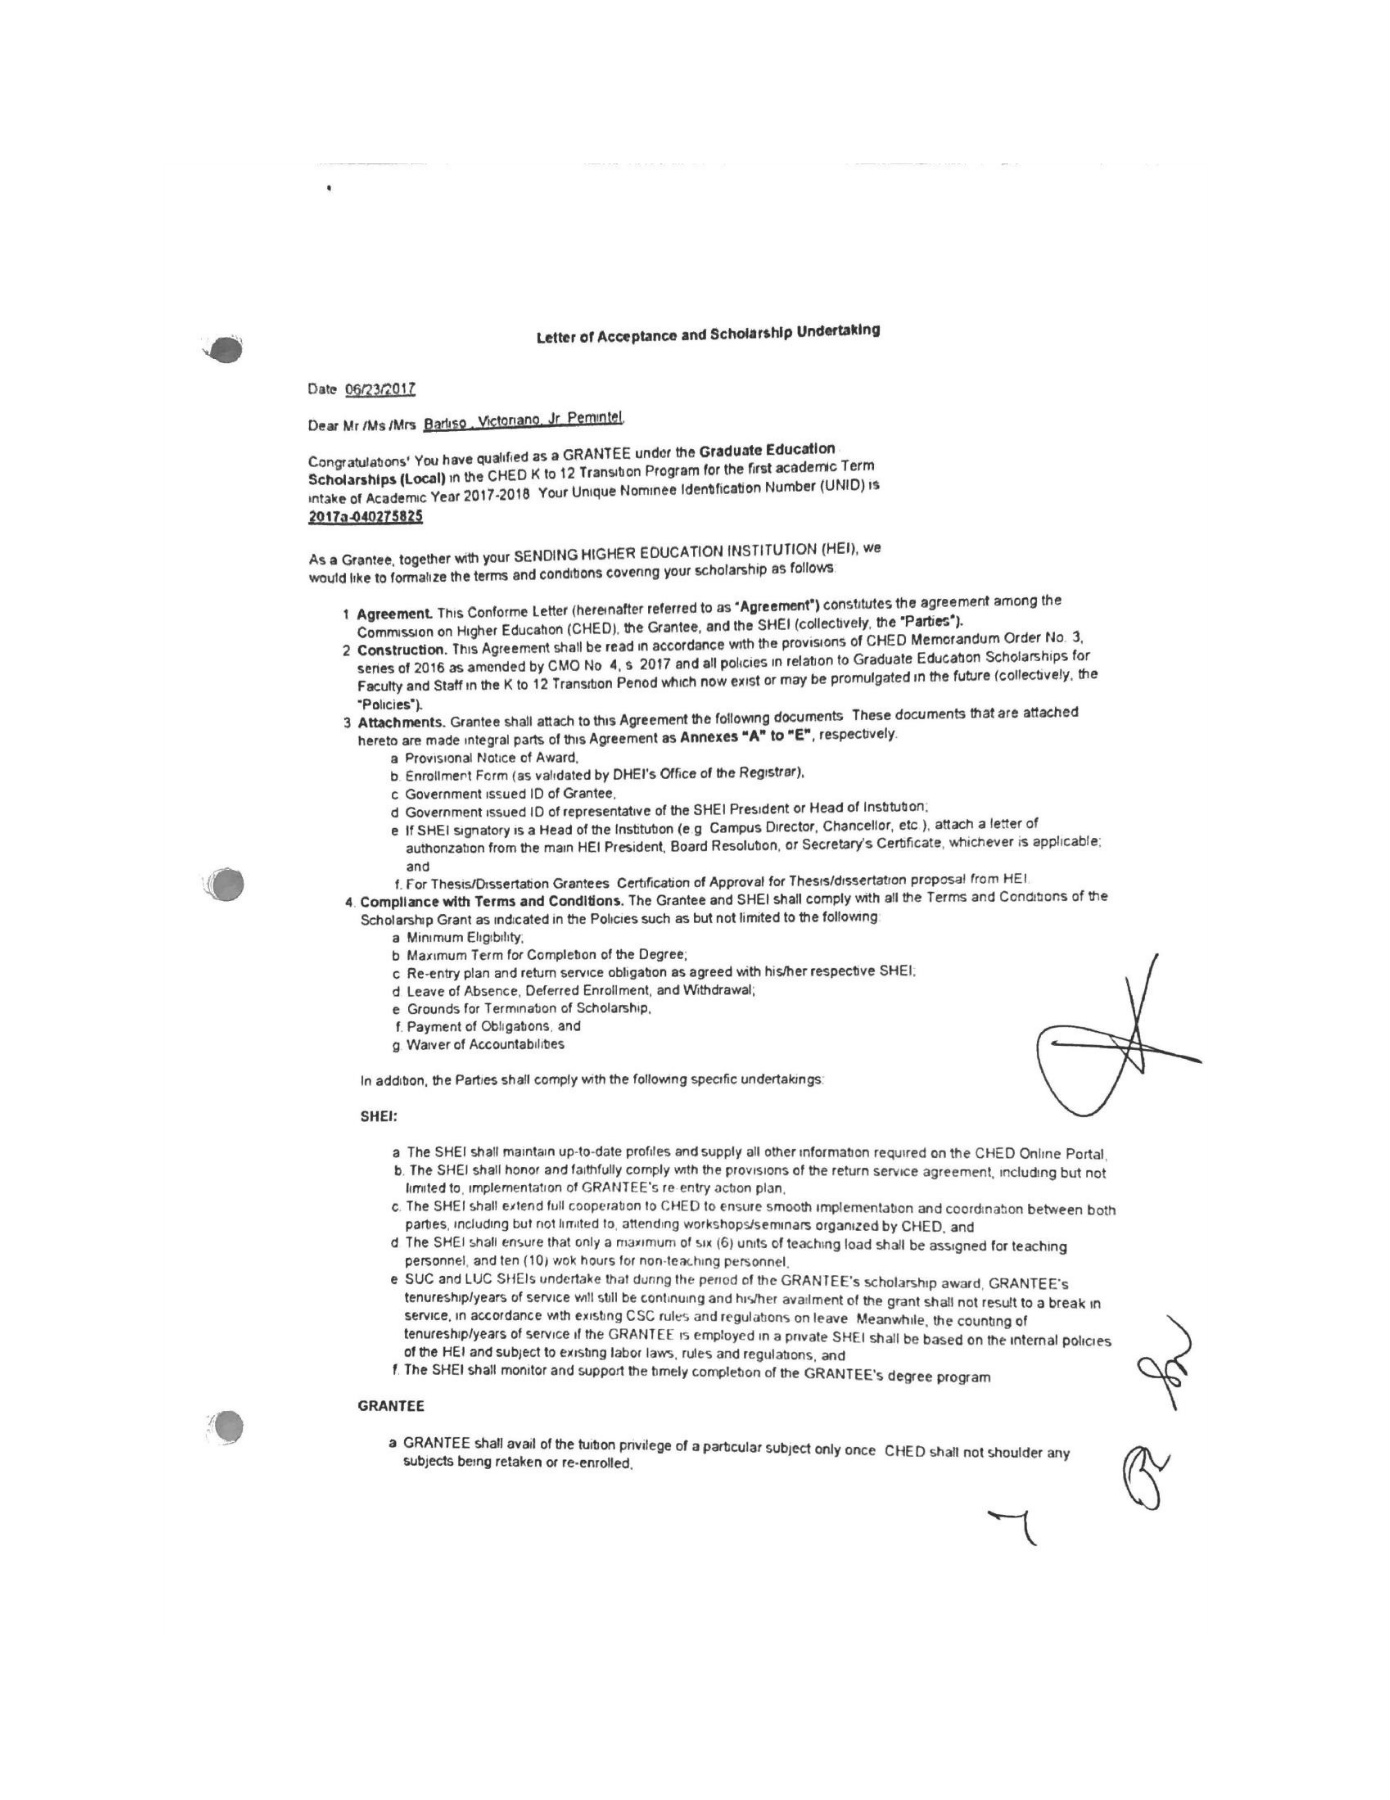 Letter of Acceptance and Scholarship Undertaking
Date 06/23/2017
Dear Mr /Ms /Mrs Barliso , Victoriano, Jr Pemintel,
Congratulations' You have qualified as a GRANTEE under the Graduate Education
Scholarships (Local) in the CHED K to 12 Transition Program for the first academic Term
intake of Academic Year 2017-2018 Your Unique Nominee Identification Number (UNID) is
2017a-040275825
As a Grantee, together with your SENDING HIGHER EDUCATION INSTITUTION (HEI), we
would like to formalize the terms and conditions covering your scholarship as follows:
1 Agreement. This Conforme Letter (hereinafter referred to as "Agreement") constitutes the agreement among the
Commission on Higher Education (CHED), the Grantee, and the SHEI (collectively, the "Parties").
2 Construction. This Agreement shall be read in accordance with the provisions of CHED Memorandum Order No. 3,
series of 2016 as amended by CMO No 4, s 2017 and all policies in relation to Graduate Education Scholarships for
Faculty and Staff in the K to 12 Transition Period which now exist or may be promulgated in the future (collectively, the
"Policies").
3 Attachments. Grantee shall attach to this Agreement the following documents These documents that are attached
hereto are made integral parts of this Agreement as Annexes "A" to "E", respectively.
a Provisional Notice of Award,
b. Enrollment Form (as validated by DHEI's Office of the Registrar),
c Government issued ID of Grantee,
d Government issued ID of representative of the SHEI President or Head of Institution;
e If SHEI signatory is a Head of the Institution (e g Campus Director, Chancellor, etc ), attach a letter of
authorization from the main HEI President, Board Resolution, or Secretary's Certificate, whichever is applicable;
and
f. For Thesis/Dissertation Grantees Certification of Approval for Thesis/dissertation proposal from HEI.
4. Compliance with Terms and Conditions. The Grantee and SHEI shall comply with all the Terms and Conditions of the
Scholarship Grant as indicated in the Policies such as but not limited to the following:
a Minimum Eligibility;
b Maximum Term for Completion of the Degree;
c Re-entry plan and return service obligation as agreed with his/her respective SHEI;
d. Leave of Absence, Deferred Enrollment, and Withdrawal;
e Grounds for Termination of Scholarship,
f. Payment of Obligations, and
g. Waiver of Accountabilities
In addition, the Parties shall comply with the following specific undertakings:
SHEI:
a The SHEI shall maintain up-to-date profiles and supply all other information required on the CHED Online Portal,
b. The SHEI shall honor and faithfully comply with the provisions of the return service agreement, including but not
limited to, implementation of GRANTEE's re entry action plan,
c. The SHEI shall extend full cooperation to CHED to ensure smooth implementation and coordination between both
parties, including but not limited to, attending workshops/seminars organized by CHED, and
d The SHEI shall ensure that only a maximum of six (6) units of teaching load shall be assigned for teaching
personnel, and ten (10) wok hours for non-teaching personnel,
e SUC and LUC SHEIs undertake that during the period of the GRANTEE's scholarship award, GRANTEE's
tenureship/years of service will still be continuing and his/her availment of the grant shall not result to a break in
service, in accordance with existing CSC rules and regulations on leave Meanwhile, the counting of
tenureship/years of service if the GRANTEE is employed in a private SHEI shall be based on the internal policies
of the HEI and subject to existing labor laws, rules and regulations, and
f. The SHEI shall monitor and support the timely completion of the GRANTEE's degree program
GRANTEE
a GRANTEE shall avail of the tuition privilege of a particular subject only once CHED shall not shoulder any
subjects being retaken or re-enrolled,